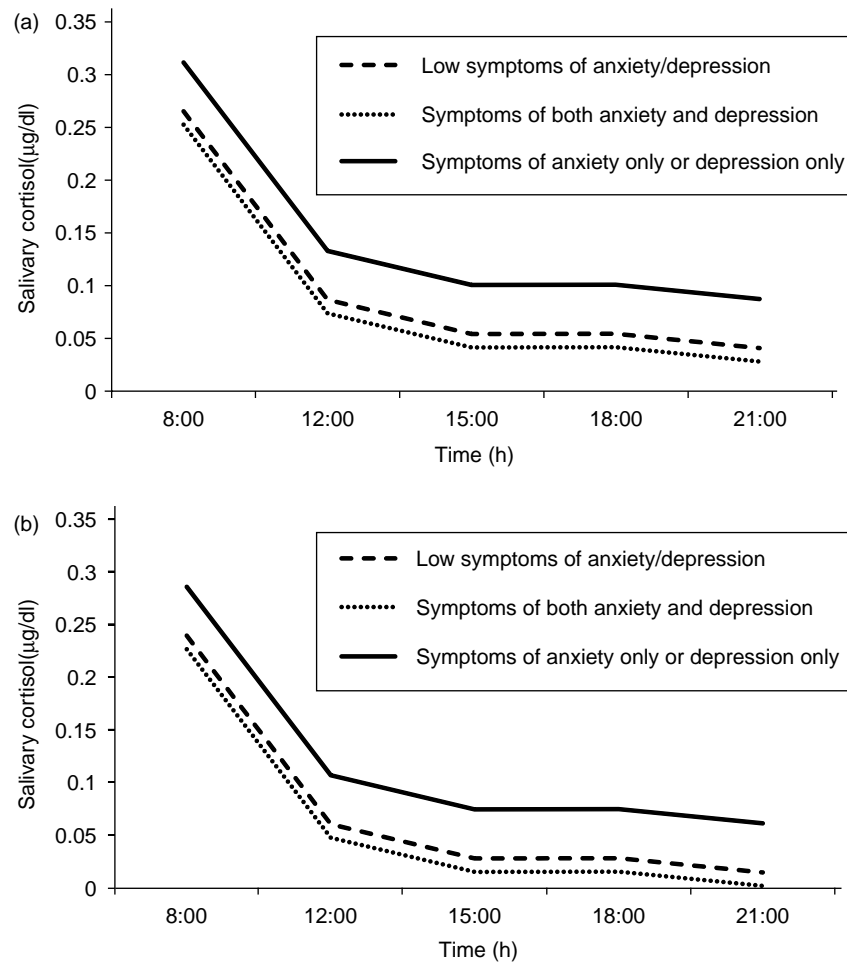 (a)
0.35
0.3
0.25
0.2
0.15
0.1
0.05
0
Salivary cortisol(µg/dl)
Low symptoms of anxiety/depression
Symptoms of both anxiety and depression
Symptoms of anxiety only or depression only
8:00 12:00 15:00 18:00 21:00
Time (h)
(b)
0.35
0.3
0.25
0.2
0.15
0.1
0.05
0
Salivary cortisol(µg/dl)
Low symptoms of anxiety/depression
Symptoms of both anxiety and depression
Symptoms of anxiety only or depression only
8:00 12:00 15:00 18:00 21:00
Time (h)